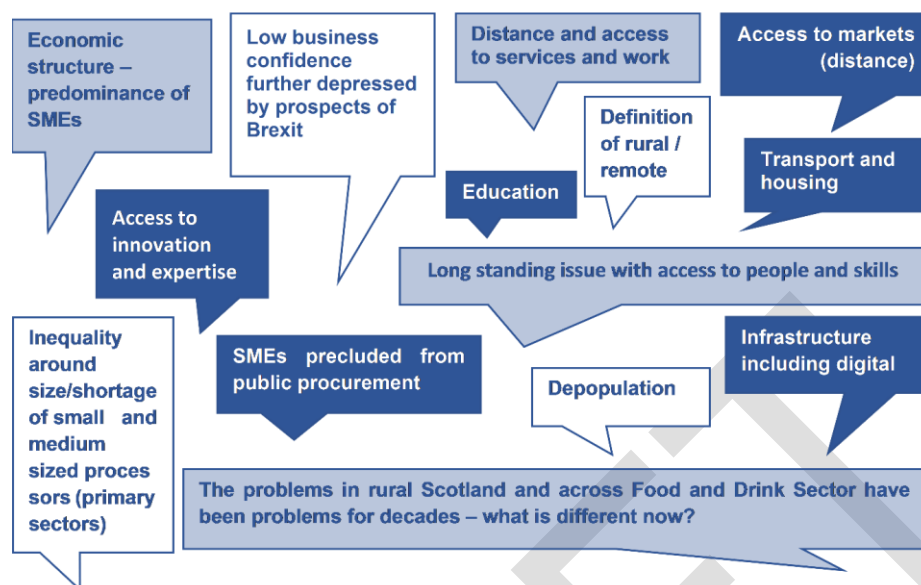 Economic
structure –
predominance of
SMEs
Low business
confidence
further depressed
by prospects of
Brexit
Distance and access
to services and work
Access to markets
(distance)
Definition
of rural /
remote
Transport and
housing
Education
Access to
innovation
and expertise
Long standing issue with access to people and skills
Inequality
around
size/shortage
of small and
medium
sized proces
sors (primary
sectors)
SMEs precluded from
public procurement
Infrastructure
including digital
Depopulation
The problems in rural Scotland and across Food and Drink Sector have
been problems for decades – what is different now?